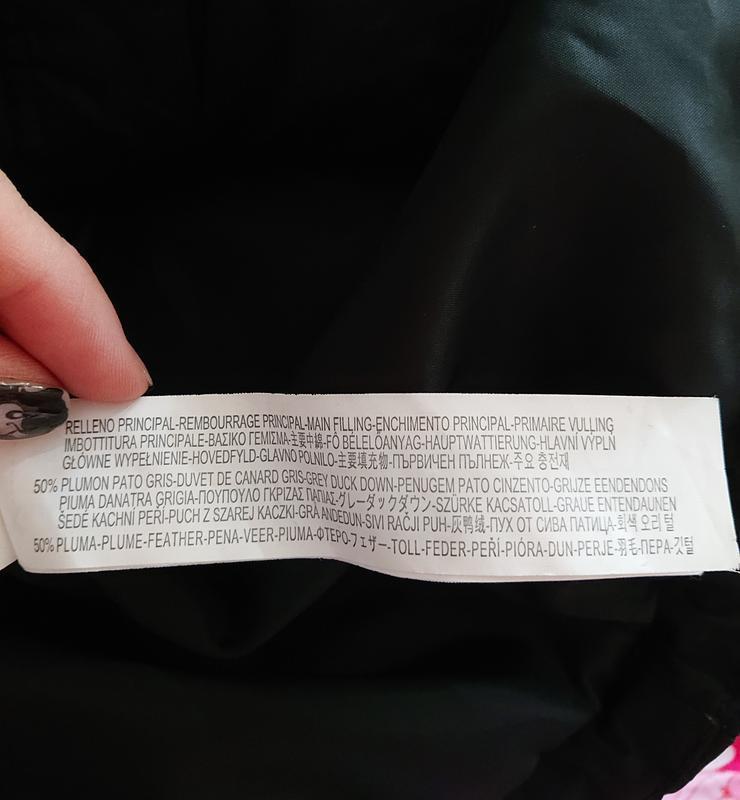 RELLENO PRINCIPAL-REMBOURRAGE PRINCIPAL-MAIN FILLING-ENCHIMENTO PRINCIPAL-PRIMAIRE VULLING
IMBOTTITURA PRINCIPALE-ΒΑΣΙΚΟ ΓΕΜΙΣΜΑ-主要中綿-FŐ BÉLELŐANYAG-HAUPTWATTIERUNG-HLAVNÍ VÝPLŇ
GŁÓWNE WYPEŁNIENIE-HOVEDFYLD-GLAVNO POLNILO-主要填充物-ПЪРВИЧЕН ПЪЛНЕЖ-주요 충전재
50% PLUMON PATO GRIS-DUVET DE CANARD GRIS-GREY DUCK DOWN-PENUGEM PATO CINZENTO-GRIJZE EENDENDONS
PIUMA DANATRA GRIGIA-ΠΟΥΠΟΥΛΟ ΓΚΡΙΖΑΣ ΠΑΠΙΑΣ-グレーダックダウン-SZÜRKE KACSATOLL-GRAUE ENTENDAUNEN
ŠEDÉ KACHNÍ PEŘÍ-PUCH Z SZAREJ KACZKI-GRÅ ANDEDUN-SIVI RAČJI PUH-灰鸭绒-ПУХ ОТ СИВА ПАТИЦА-회색 오리 털
50% PLUMA-PLUME-FEATHER-PENA-VEER-PIUMA-ΦΤΕΡΟ-フェザー-TOLL-FEDER-PEŘÍ-PIÓRA-DUN-PERJE-羽毛-ПЕРА-깃털